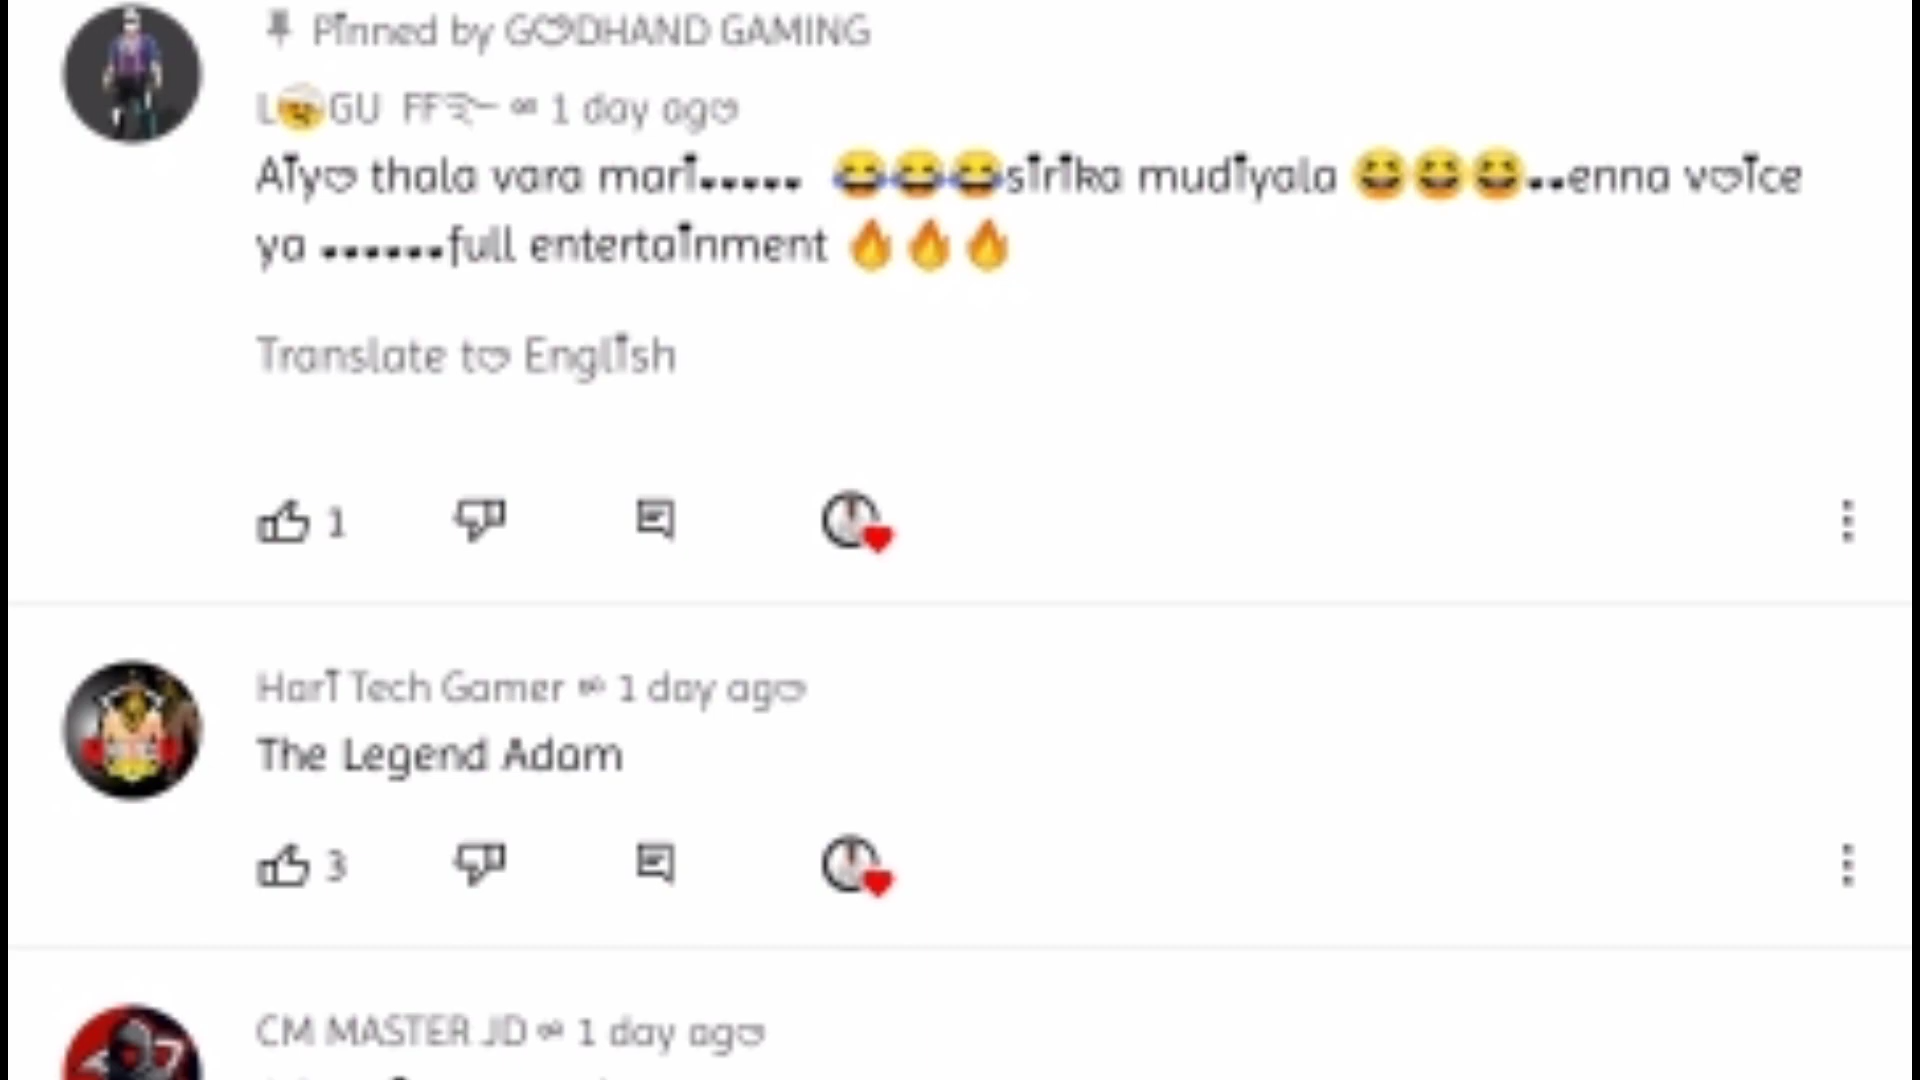 Pinned by GODHAND GAMING
L🤕GU FF࿐ • 1 day ago
Aiyo thala vara mari..... 😂😂😂sirika mudiyala 😆😆😆..enna voice
ya ......full entertainment 🔥🔥🔥
Translate to English
1
Hari Tech Gamer • 1 day ago
The Legend Adam
3
CM MASTER JD • 1 day ago